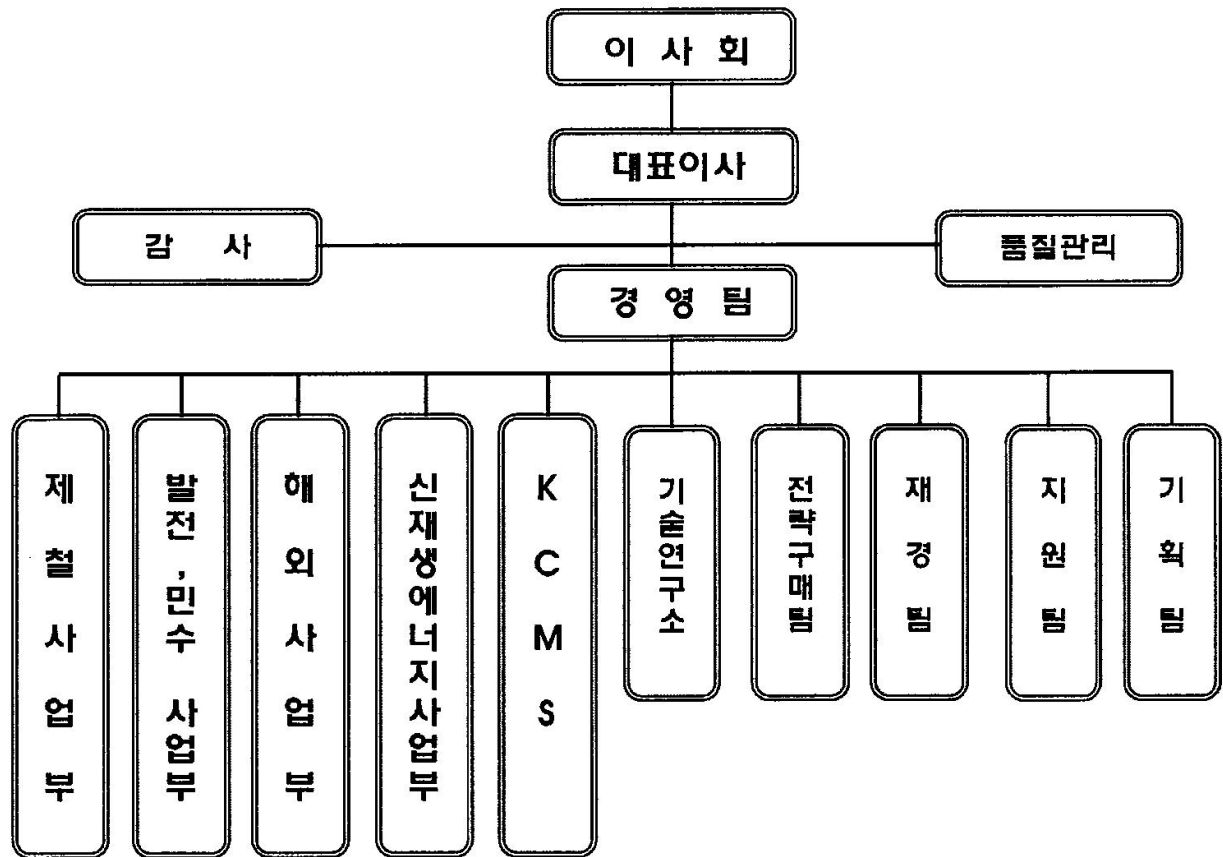 이 사 회
대표이사
감 사
품질관리
경 영 팀
제철사업부
발전,민수 사업부
해외사업부
신재생에너지사업부
KCMS
기술연구소
전략구매팀
재경팀
지원팀
기획팀